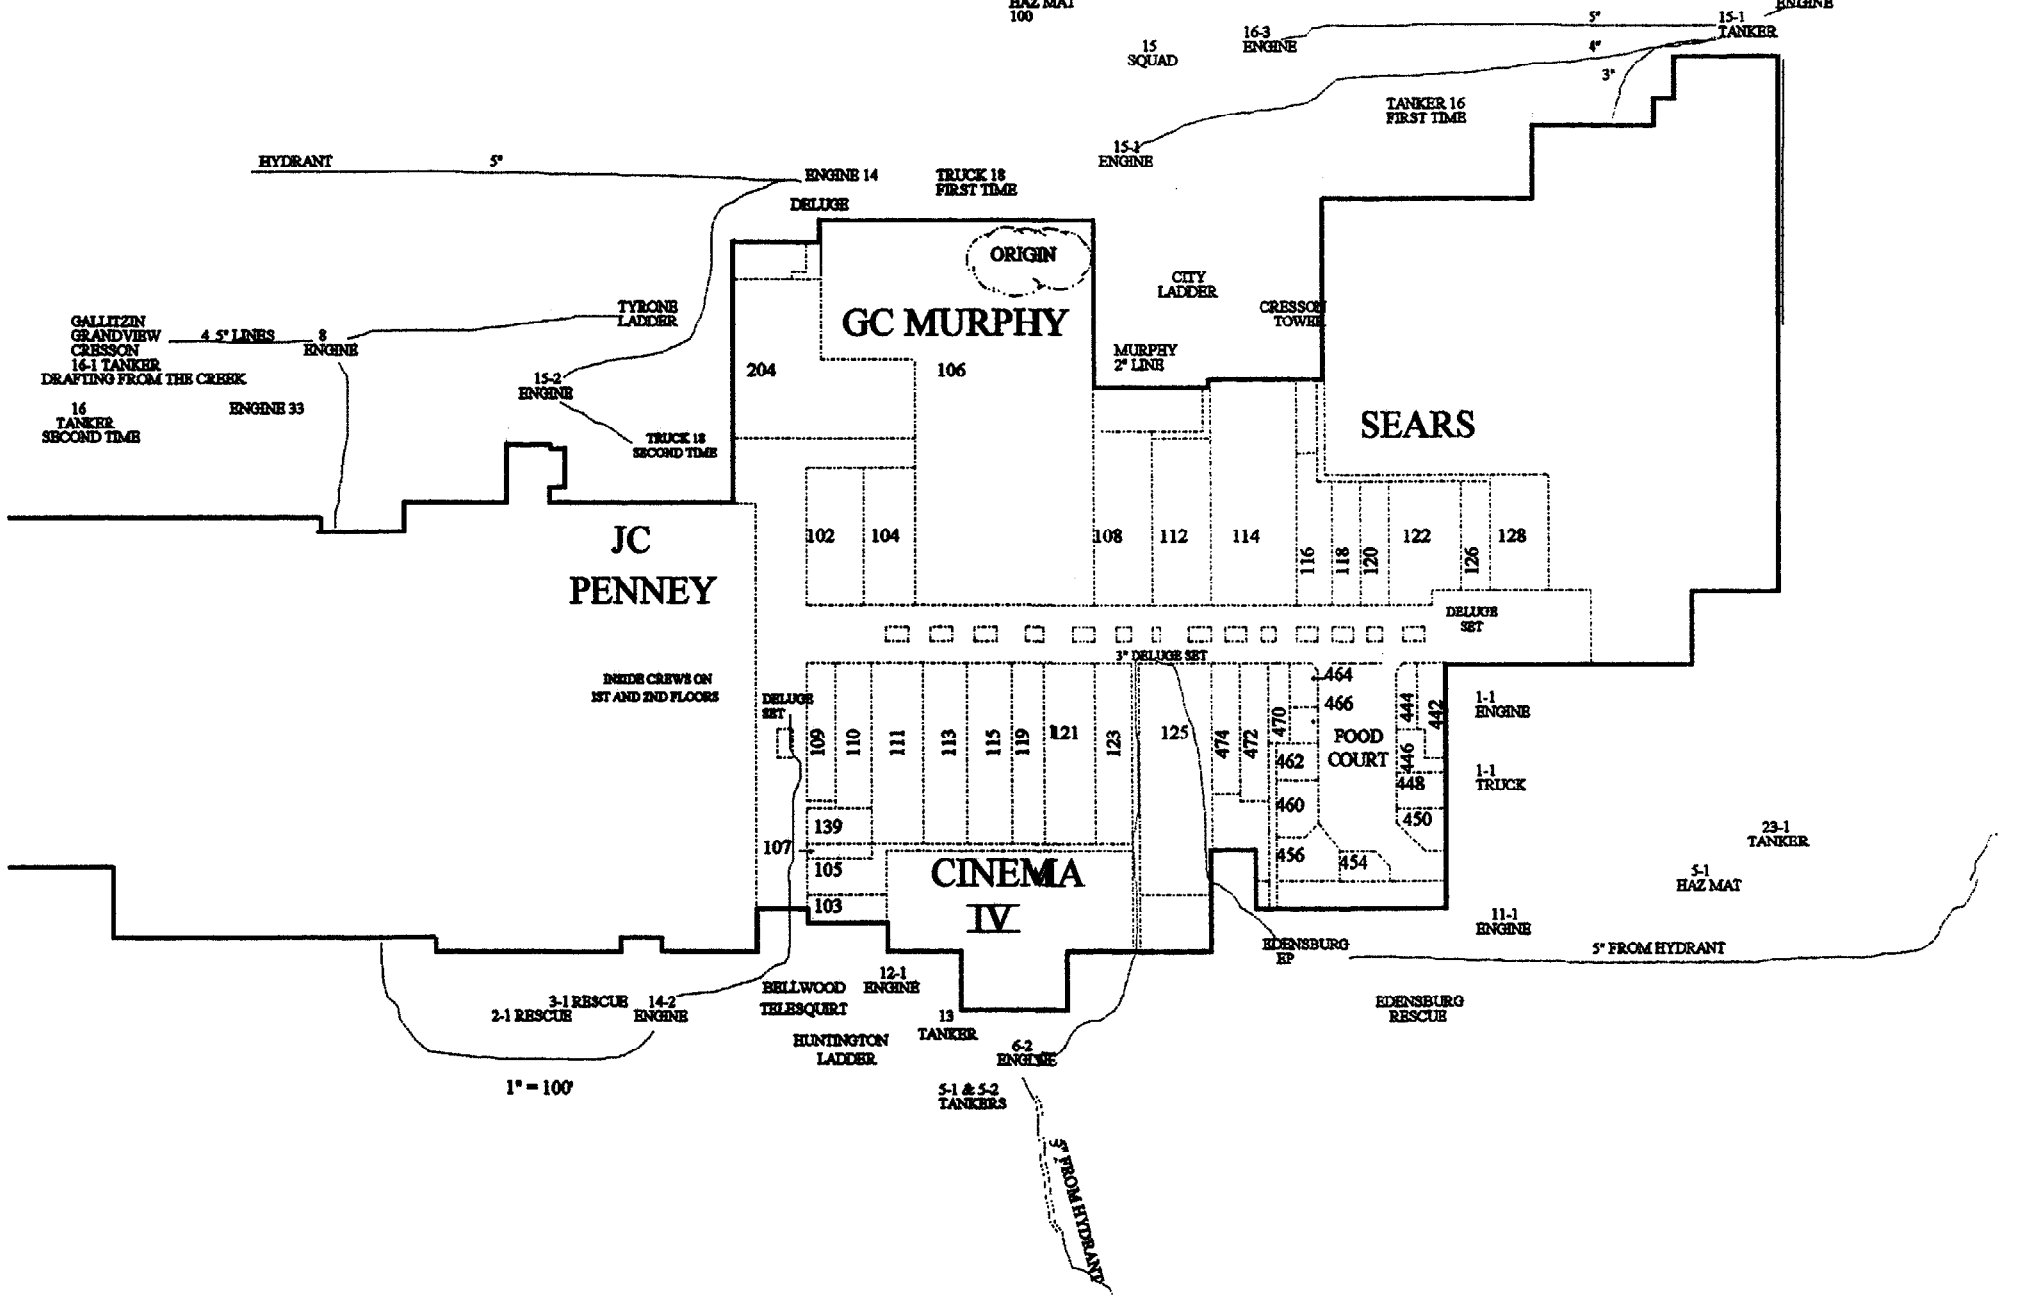 HAZ MAT
100
ENGINE
15
SQUAD
16-3
ENGINE
5"
15-1
TANKER
4"
3"
TANKER 16
FIRST TIME
15-1
ENGINE
HYDRANT
5"
ENGINE 14
DELUGE
TRUCK 18
FIRST TIME
ORIGIN
GC MURPHY
CITY
LADDER
CRESSON
TOWER
MURPHY
2" LINE
TYRONE
LADDER
GALLITZIN
GRANDVIEW
CRESSON
16-1 TANKER
DRAFTING FROM THE CREEK
4 5" LINES
8
ENGINE
16
TANKER
SECOND TIME
ENGINE 33
15-2
ENGINE
TRUCK 18
SECOND TIME
204
106
SEARS
JC
PENNEY
102
104
108
112
114
116
118
120
122
126
128
DELUGE
SET
3" DELUGE SET
INSIDE CREWS ON
1ST AND 2ND FLOORS
DELUGE
SET
109
110
111
113
115
119
121
123
125
474
472
470
464
466
FOOD
COURT
462
460
456
454
444
442
446
448
450
139
107
105
103
CINEMA
IV
1-1
ENGINE
1-1
TRUCK
23-1
TANKER
5-1
HAZ MAT
11-1
ENGINE
5" FROM HYDRANT
EDENSBURG
EP
EDENSBURG
RESCUE
3-1 RESCUE
2-1 RESCUE
14-2
ENGINE
BELLWOOD
TELESQUIRT
12-1
ENGINE
HUNTINGTON
LADDER
13
TANKER
6-2
ENGINE
5-1 & 5-2
TANKERS
1" = 100'
5" FROM HYDRANT